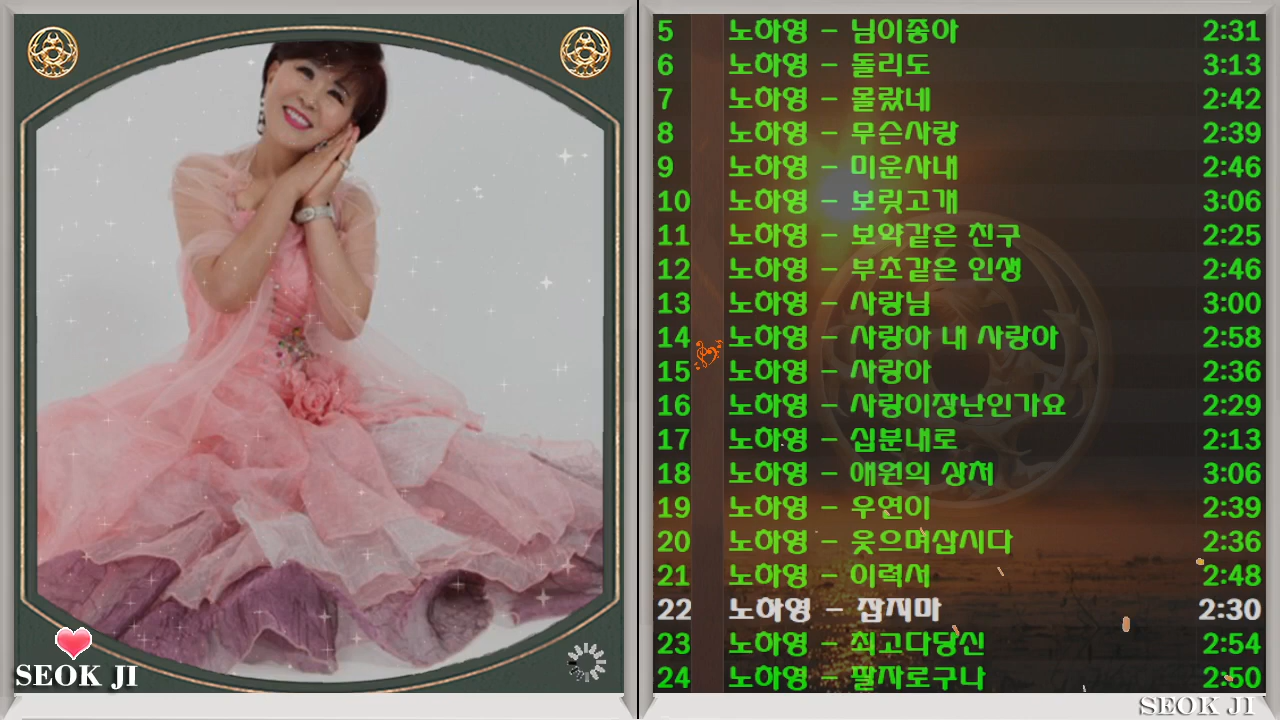 5 노하영 - 님이좋아 2:31
6 노하영 - 돌리도 3:13
7 노하영 - 몰랐네 2:42
8 노하영 - 무슨사랑 2:39
9 노하영 - 미운사내 2:46
10 노하영 - 보릿고개 3:06
11 노하영 - 보약같은 친구 2:25
12 노하영 - 부초같은 인생 2:46
13 노하영 - 사랑님 3:00
14 노하영 - 사랑아 내 사랑아 2:58
15 노하영 - 사랑아 2:36
16 노하영 - 사랑이장난인가요 2:29
17 노하영 - 십분내로 2:13
18 노하영 - 애원의 상처 3:06
19 노하영 - 우연이 2:39
20 노하영 - 웃으며삽시다 2:36
21 노하영 - 이력서 2:48
22 노하영 - 잡지마 2:30
23 노하영 - 최고다당신 2:54
24 노하영 - 팔자로구나 2:50
SEOK JI
SEOK JI